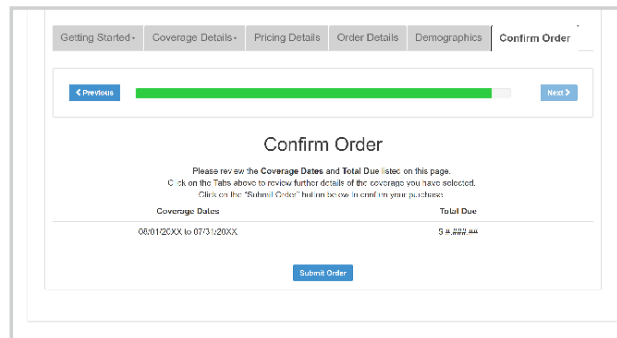 Getting Started
Coverage Details
Pricing Details
Order Details
Demographics
Confirm Order
Previous
Next
Confirm Order
Please review the Coverage Dates and Total Due listed on this page.
Click on the Tabs above to review further details of the coverage you have selected.
Click on the "Submit Order" button below to confirm your purchase
Coverage Dates
Total Due
08/01/20XX to 07/31/20XX
$ #,###.##
Submit Order